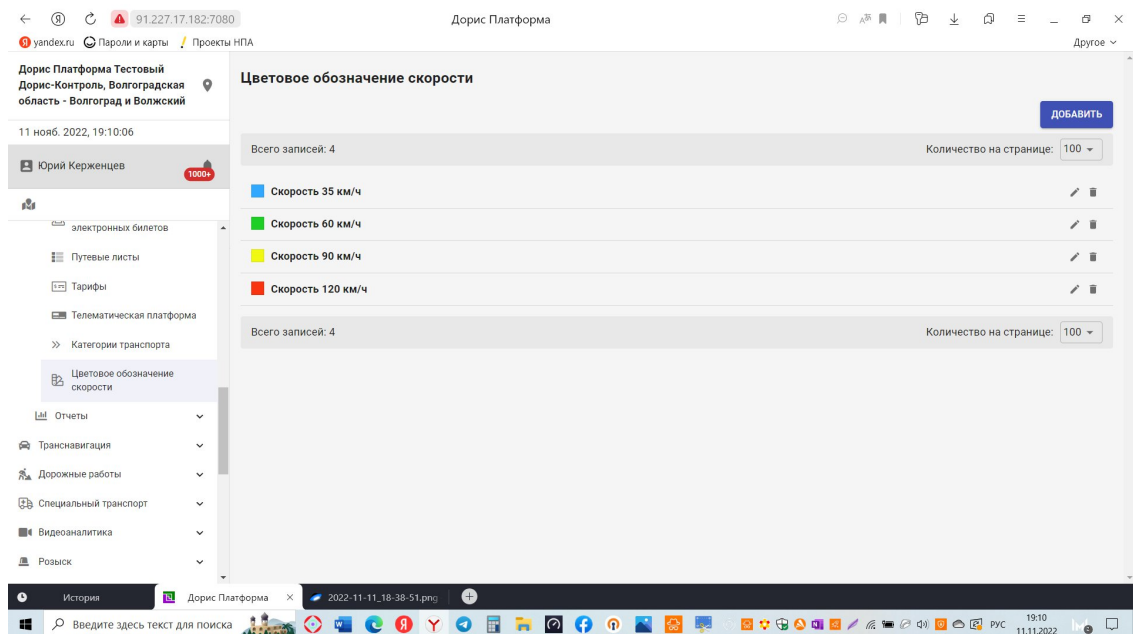 91.227.17.182:7080
Дорис Платформа
yandex.ru Пароли и карты Проекты НПА
Другое
Дорис Платформа Тестовый
Дорис-Контроль, Волгоградская
область - Волгоград и Волжский
11 нояб. 2022, 19:10:06
Юрий Керженцев
1000+
электронных билетов
Путевые листы
Тарифы
Телематическая платформа
Категории транспорта
Цветовое обозначение
скорости
Отчеты
Транснавигация
Дорожные работы
Специальный транспорт
Видеоаналитика
Розыск
Цветовое обозначение скорости
ДОБАВИТЬ
Всего записей: 4
Количество на странице: 100
Скорость 35 км/ч
Скорость 60 км/ч
Скорость 90 км/ч
Скорость 120 км/ч
Всего записей: 4
Количество на странице: 100
История
Дорис Платформа
2022-11-11_18-38-51.png
Введите здесь текст для поиска
РУС
19:10
11.11.2022